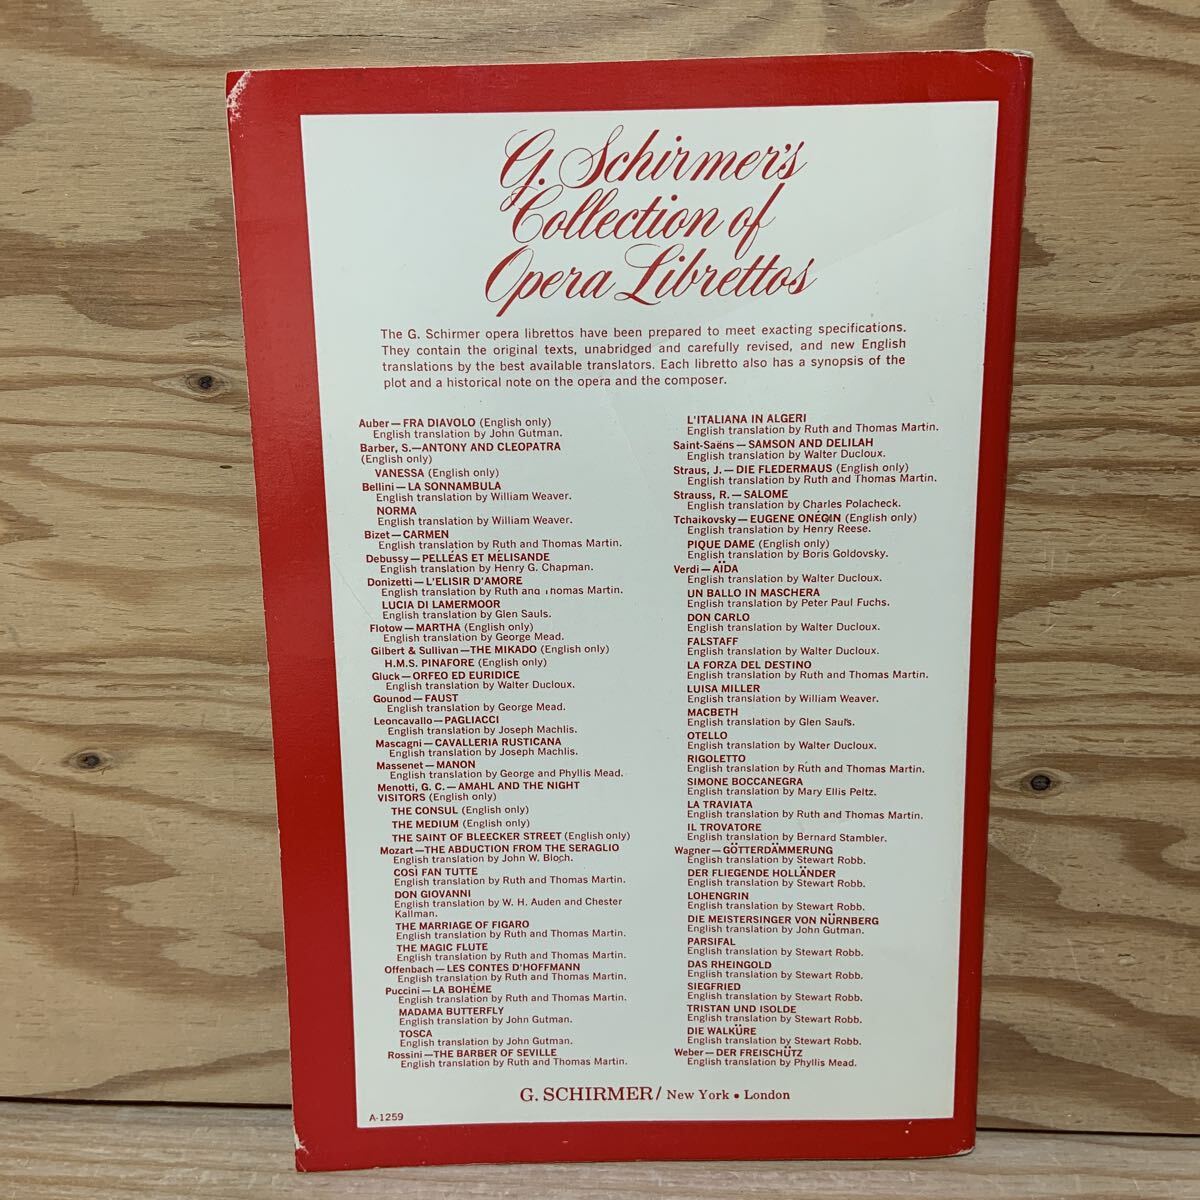 G. Schirmer's
Collection of
Opera Librettos
The G. Schirmer opera librettos have been prepared to meet exacting specifications.
They contain the original texts, unabridged and carefully revised, and new English
translations by the best available translators. Each libretto also has a synopsis of the
plot and a historical note on the opera and the composer.
Auber—FRA DIAVOLO (English only)
English translation by John Gutman.
Barber, S.—ANTONY AND CLEOPATRA
(English only)
VANESSA (English only)
Bellini—LA SONNAMBULA
English translation by William Weaver.
NORMA
English translation by William Weaver.
Bizet—CARMEN
English translation by Ruth and Thomas Martin.
Debussy—PELLÉAS ET MÉLISANDE
English translation by Henry G. Chapman.
Donizetti—L'ELISIR D'AMORE
English translation by Ruth and Thomas Martin.
LUCIA DI LAMERMOOR
English translation by Glen Sauls.
Flotow—MARTHA (English only)
English translation by George Mead.
Gilbert & Sullivan—THE MIKADO (English only)
H.M.S. PINAFORE (English only)
Gluck—ORFEO ED EURIDICE
English translation by Walter Ducloux.
Gounod—FAUST
English translation by George Mead.
Leoncavallo—PAGLIACCI
English translation by Joseph Machlis.
Mascagni—CAVALLERIA RUSTICANA
English translation by Joseph Machlis.
Massenet—MANON
English translation by George and Phyllis Mead.
Menotti, G. C.—AMAHL AND THE NIGHT
VISITORS (English only)
THE CONSUL (English only)
THE MEDIUM (English only)
THE SAINT OF BLEECKER STREET (English only)
Mozart—THE ABDUCTION FROM THE SERAGLIO
English translation by John W. Bloch.
COSÌ FAN TUTTE
English translation by Ruth and Thomas Martin.
DON GIOVANNI
English translation by W. H. Auden and Chester
Kallman.
THE MARRIAGE OF FIGARO
English translation by Ruth and Thomas Martin.
THE MAGIC FLUTE
English translation by Ruth and Thomas Martin.
Offenbach—LES CONTES D'HOFFMANN
English translation by Ruth and Thomas Martin.
Puccini—LA BOHÈME
English translation by Ruth and Thomas Martin.
MADAMA BUTTERFLY
English translation by John Gutman.
TOSCA
English translation by John Gutman.
Rossini—THE BARBER OF SEVILLE
English translation by Ruth and Thomas Martin.
L'ITALIANA IN ALGERI
English translation by Ruth and Thomas Martin.
Saint-Saëns—SAMSON AND DELILAH
English translation by Walter Ducloux.
Straus, J.—DIE FLEDERMAUS (English only)
English translation by Ruth and Thomas Martin.
Strauss, R.—SALOME
English translation by Charles Polacheck.
Tchaikovsky—EUGENE ONÉGIN (English only)
English translation by Henry Reese.
PIQUE DAME (English only)
English translation by Boris Goldovsky.
Verdi—AÏDA
English translation by Walter Ducloux.
UN BALLO IN MASCHERA
English translation by Peter Paul Fuchs.
DON CARLO
English translation by Walter Ducloux.
FALSTAFF
English translation by Walter Ducloux.
LA FORZA DEL DESTINO
English translation by Ruth and Thomas Martin.
LUISA MILLER
English translation by William Weaver.
MACBETH
English translation by Glen Sauls.
OTELLO
English translation by Walter Ducloux.
RIGOLETTO
English translation by Ruth and Thomas Martin.
SIMONE BOCCANEGRA
English translation by Mary Ellis Peltz.
LA TRAVIATA
English translation by Ruth and Thomas Martin.
IL TROVATORE
English translation by Bernard Stambler.
Wagner—GÖTTERDÄMMERUNG
English translation by Stewart Robb.
DER FLIEGENDE HOLLÄNDER
English translation by Stewart Robb.
LOHENGRIN
English translation by Stewart Robb.
DIE MEISTERSINGER VON NÜRNBERG
English translation by John Gutman.
PARSIFAL
English translation by Stewart Robb.
DAS RHEINGOLD
English translation by Stewart Robb.
SIEGFRIED
English translation by Stewart Robb.
TRISTAN UND ISOLDE
English translation by Stewart Robb.
DIE WALKÜRE
English translation by Stewart Robb.
Weber—DER FREISCHÜTZ
English translation by Phyllis Mead.
G. SCHIRMER/ New York • London
A-1259